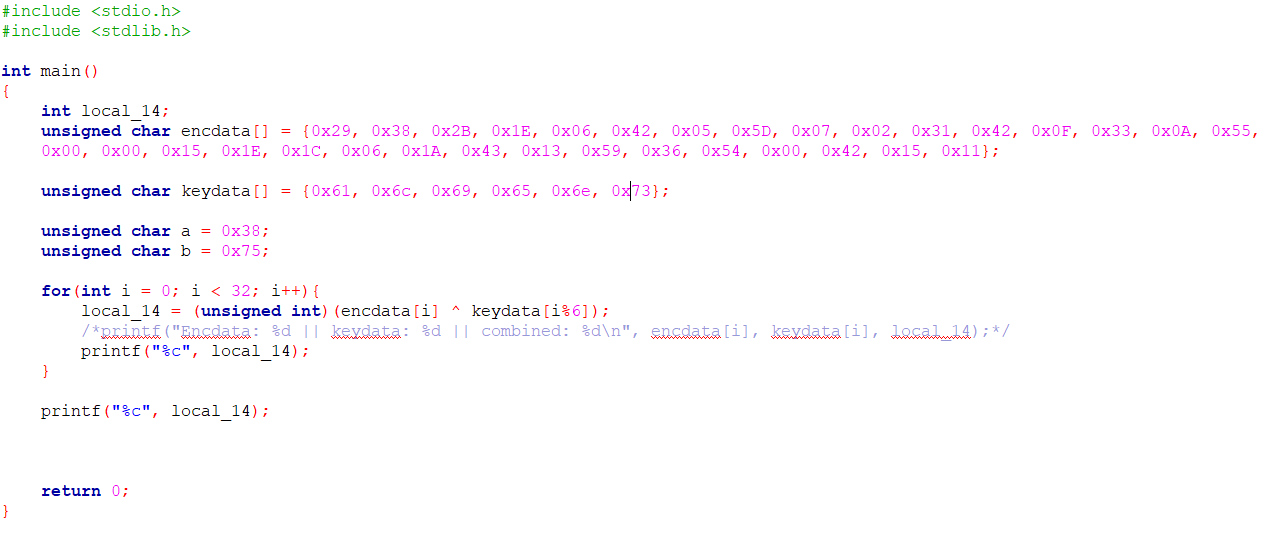 #include <stdio.h>
#include <stdlib.h>
int main()
{
int local_14;
unsigned char encdata[] = {0x29, 0x38, 0x2B, 0x1E, 0x06, 0x42, 0x05, 0x5D, 0x07, 0x02, 0x31, 0x42, 0x0F, 0x33, 0x0A, 0x55,
0x00, 0x00, 0x15, 0x1E, 0x1C, 0x06, 0x1A, 0x43, 0x13, 0x59, 0x36, 0x54, 0x00, 0x42, 0x15, 0x11};
unsigned char keydata[] = {0x61, 0x6c, 0x69, 0x65, 0x6e, 0x73};
unsigned char a = 0x38;
unsigned char b = 0x75;
for(int i = 0; i < 32; i++){
local_14 = (unsigned int)(encdata[i] ^ keydata[i%6]);
/*printf("Encdata: %d || keydata: %d || combined: %d\n", encdata[i], keydata[i], local_14);*/
printf("%c", local_14);
}
printf("%c", local_14);
return 0;
}